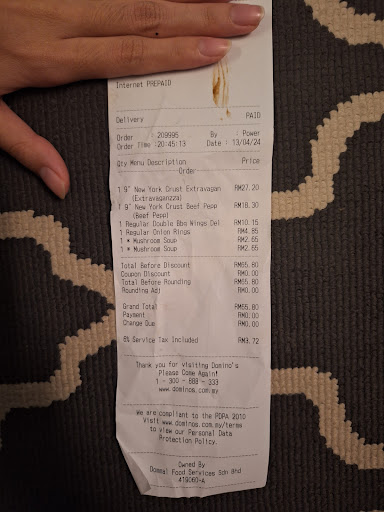 Internet PREPAID
Delivery PAID
Order : 209995 By : Power
Order Time :20:45:13 Date : 13/04/24
Qty Menu Description Price
Order
1 9" New York Crust Extravagan RM27.20
(Extravaganzza)
1 9" New York Crust Beef Pepp RM18.30
(Beef Pepp)
1 Regular Double Bbq Wings Del RM10.15
1 Regular Onion Rings RM4.85
1 * Mushroom Soup RM2.65
1 * Mushroom Soup RM2.65
Total Before Discount RM65.80
Coupon Discount RM0.00
Total Before Rounding RM65.80
Rounding Adj RM0.00
Grand Total RM65.80
Payment RM0.00
Change Due RM0.00
6% Service Tax Included RM3.72
Thank you for visiting Domino's
Please Come Again!
1 - 300 - 888 - 333
www.dominos.com.my
We are compliant to the PDPA 2010
Visit www.dominos.com.my/terms
to view our Personal Data
Protection Policy.
Owned By
Dommal Food Services Sdn Bhd
419060-A